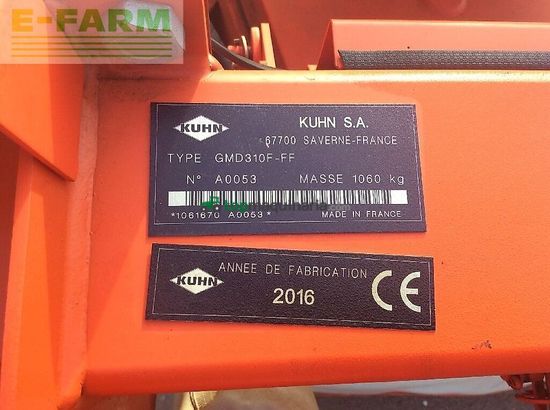 E-FARM
KUHN
KUHN S.A.
67700 SAVERNE-FRANCE
TYPE GMD310F-FF
N° A0053 MASSE 1060 kg
*1061670 A0053* MADE IN FRANCE
KUHN
ANNEE DE FABRICATION
2016
CE